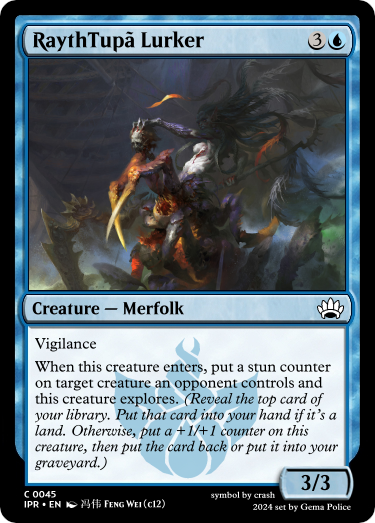 RaythTupã Lurker
3
Creature — Merfolk
Vigilance
When this creature enters, put a stun counter
on target creature an opponent controls and
this creature explores. (Reveal the top card of
your library. Put that card into your hand if it's a
land. Otherwise, put a +1/+1 counter on this
creature, then put the card back or put it into your
graveyard.)
3/3
C 0045
IPR • EN 冯伟 Feng Wei (c12)
symbol by crash
2024 set by Gema Police